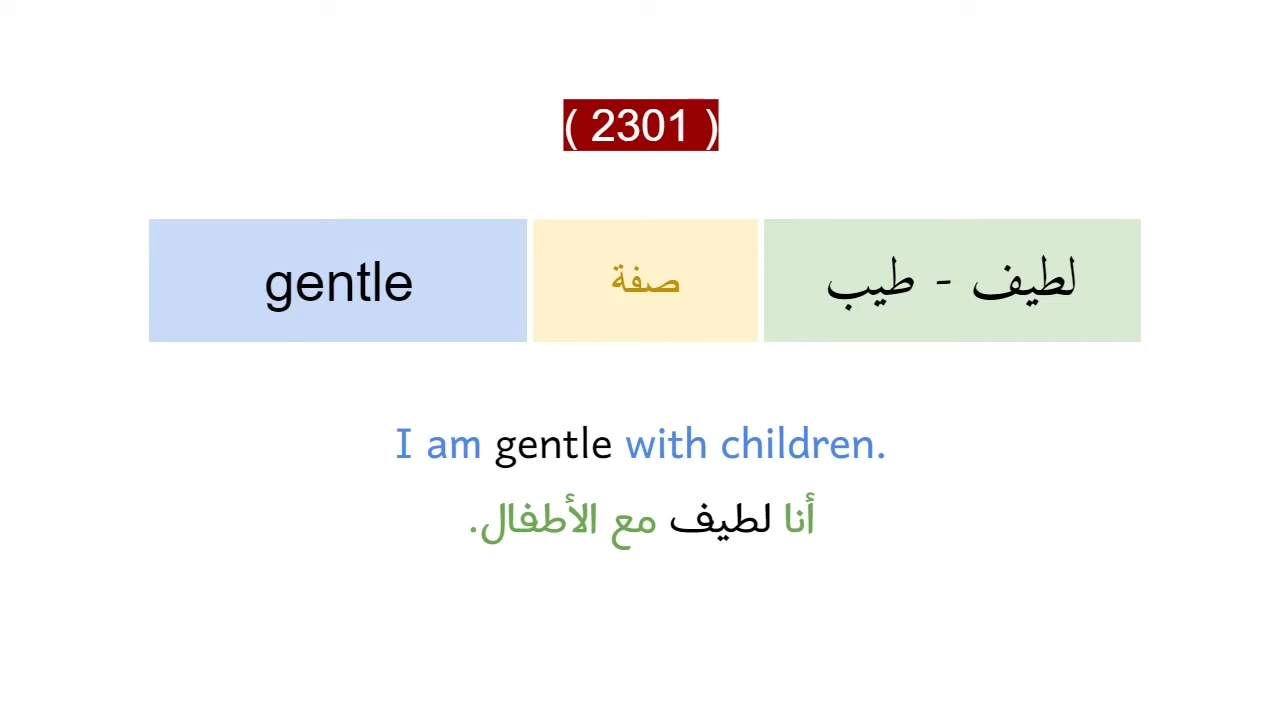 ( 2301 )
gentle صفة لطيف - طيب
I am gentle with children.
أنا لطيف مع الأطفال.